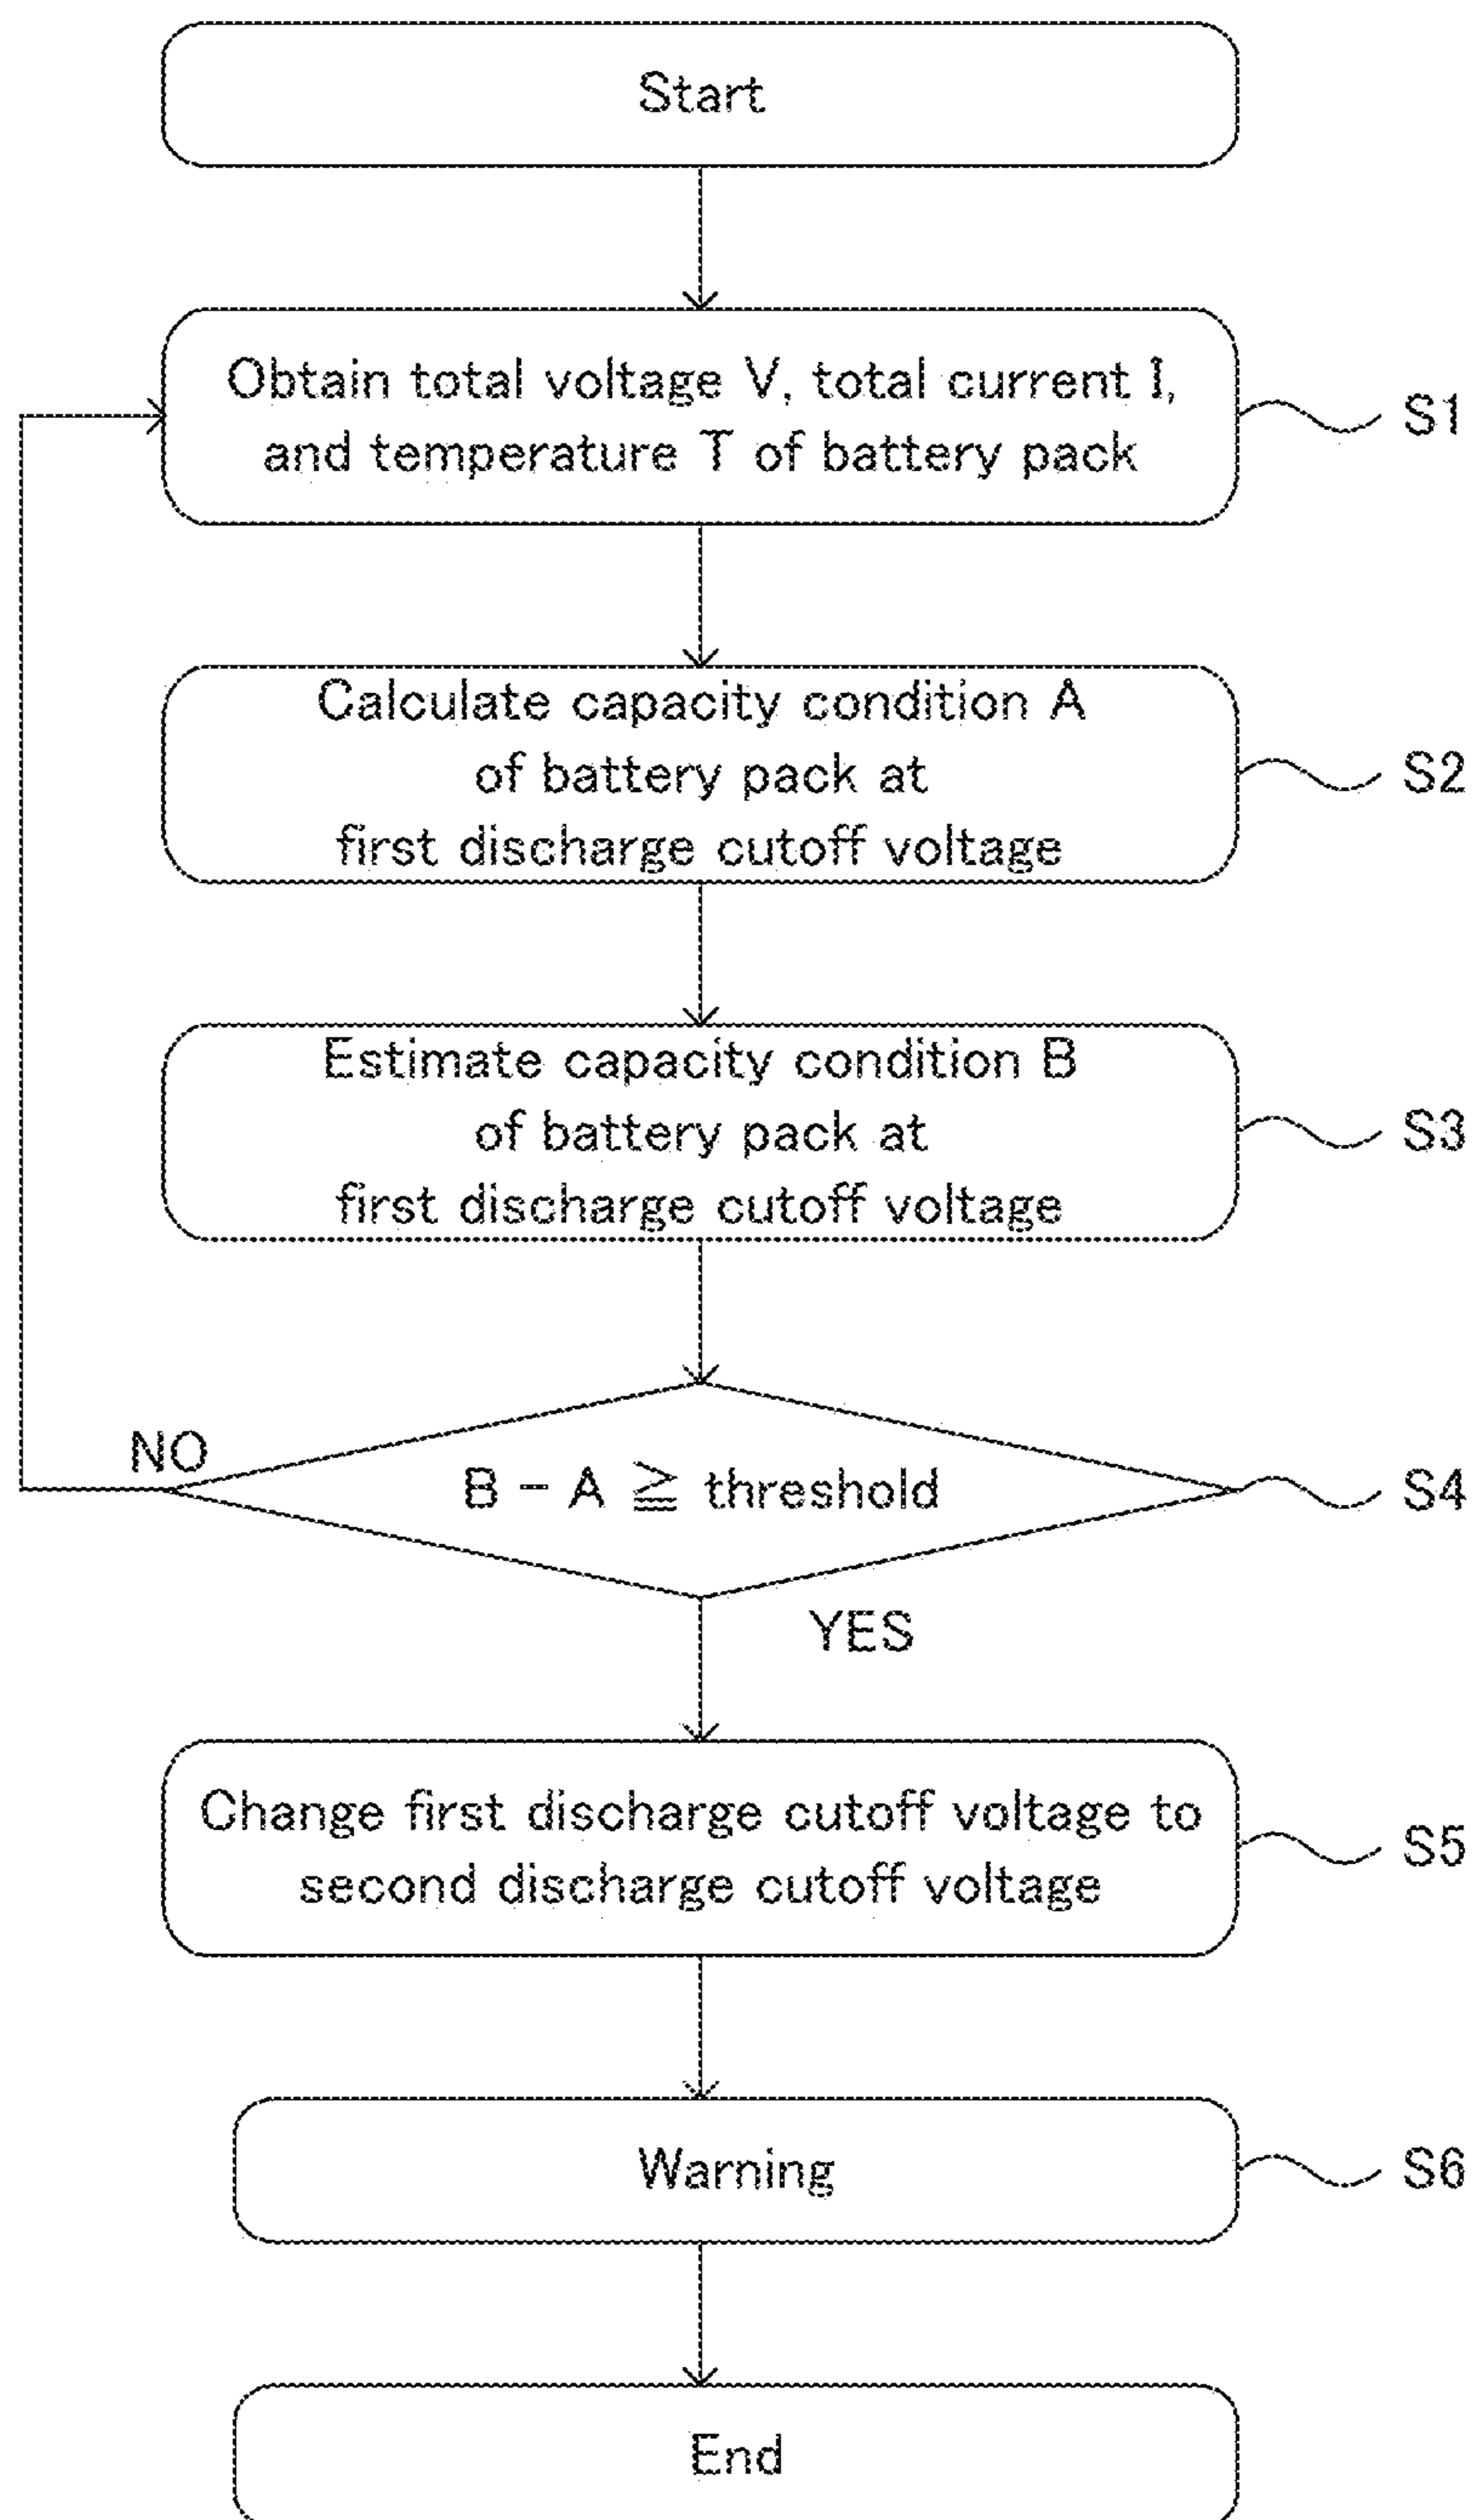 Start
Obtain total voltage V, total current I,
and temperature T of battery pack
S1
Calculate capacity condition A
of battery pack at
first discharge cutoff voltage
S2
Estimate capacity condition B
of battery pack at
first discharge cutoff voltage
S3
NO
B − A ≧ threshold
S4
YES
Change first discharge cutoff voltage to
second discharge cutoff voltage
S5
Warning
S6
End